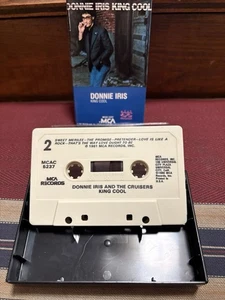 DONNIE IRIS KING COOL
MCA
DONNIE IRIS
KING COOL
2
SWEET MERILEE • THE PROMISE • PRETENDER • LOVE IS LIKE A
ROCK • THAT'S THE WAY LOVE OUGHT TO BE
© 1981 MCA RECORDS, INC.
MCAC
5237
MCA RECORDS
DONNIE IRIS AND THE CRUISERS
KING COOL